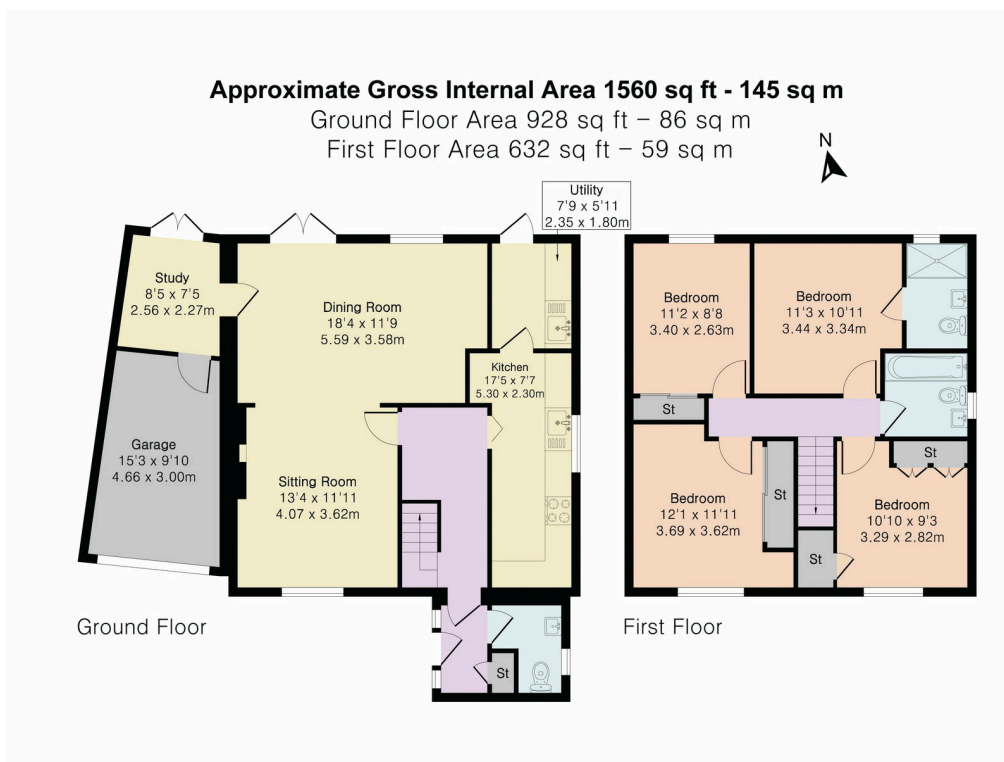 Approximate Gross Internal Area 1560 sq ft - 145 sq m
Ground Floor Area 928 sq ft – 86 sq m
First Floor Area 632 sq ft – 59 sq m
N
Utility
7'9 x 5'11
2.35 x 1.80m
Study
8'5 x 7'5
2.56 x 2.27m
Dining Room
18'4 x 11'9
5.59 x 3.58m
Kitchen
17'5 x 7'7
5.30 x 2.30m
Garage
15'3 x 9'10
4.66 x 3.00m
Sitting Room
13'4 x 11'11
4.07 x 3.62m
St
Ground Floor
Bedroom
11'2 x 8'8
3.40 x 2.63m
Bedroom
11'3 x 10'11
3.44 x 3.34m
St
St
Bedroom
12'1 x 11'11
3.69 x 3.62m
St
Bedroom
10'10 x 9'3
3.29 x 2.82m
St
First Floor